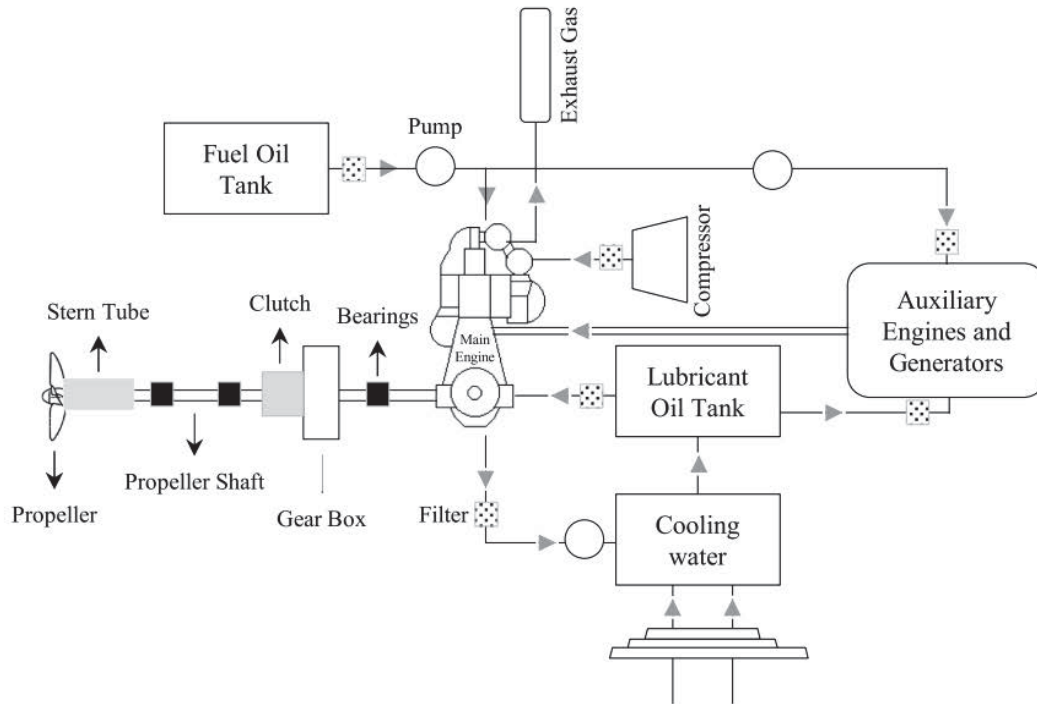 Exhaust Gas
Pump
Fuel Oil
Tank
Compressor
Stern Tube
Clutch
Bearings
Main
Engine
Auxiliary
Engines and
Generators
Lubricant
Oil Tank
Propeller
Propeller Shaft
Gear Box
Filter
Cooling
water